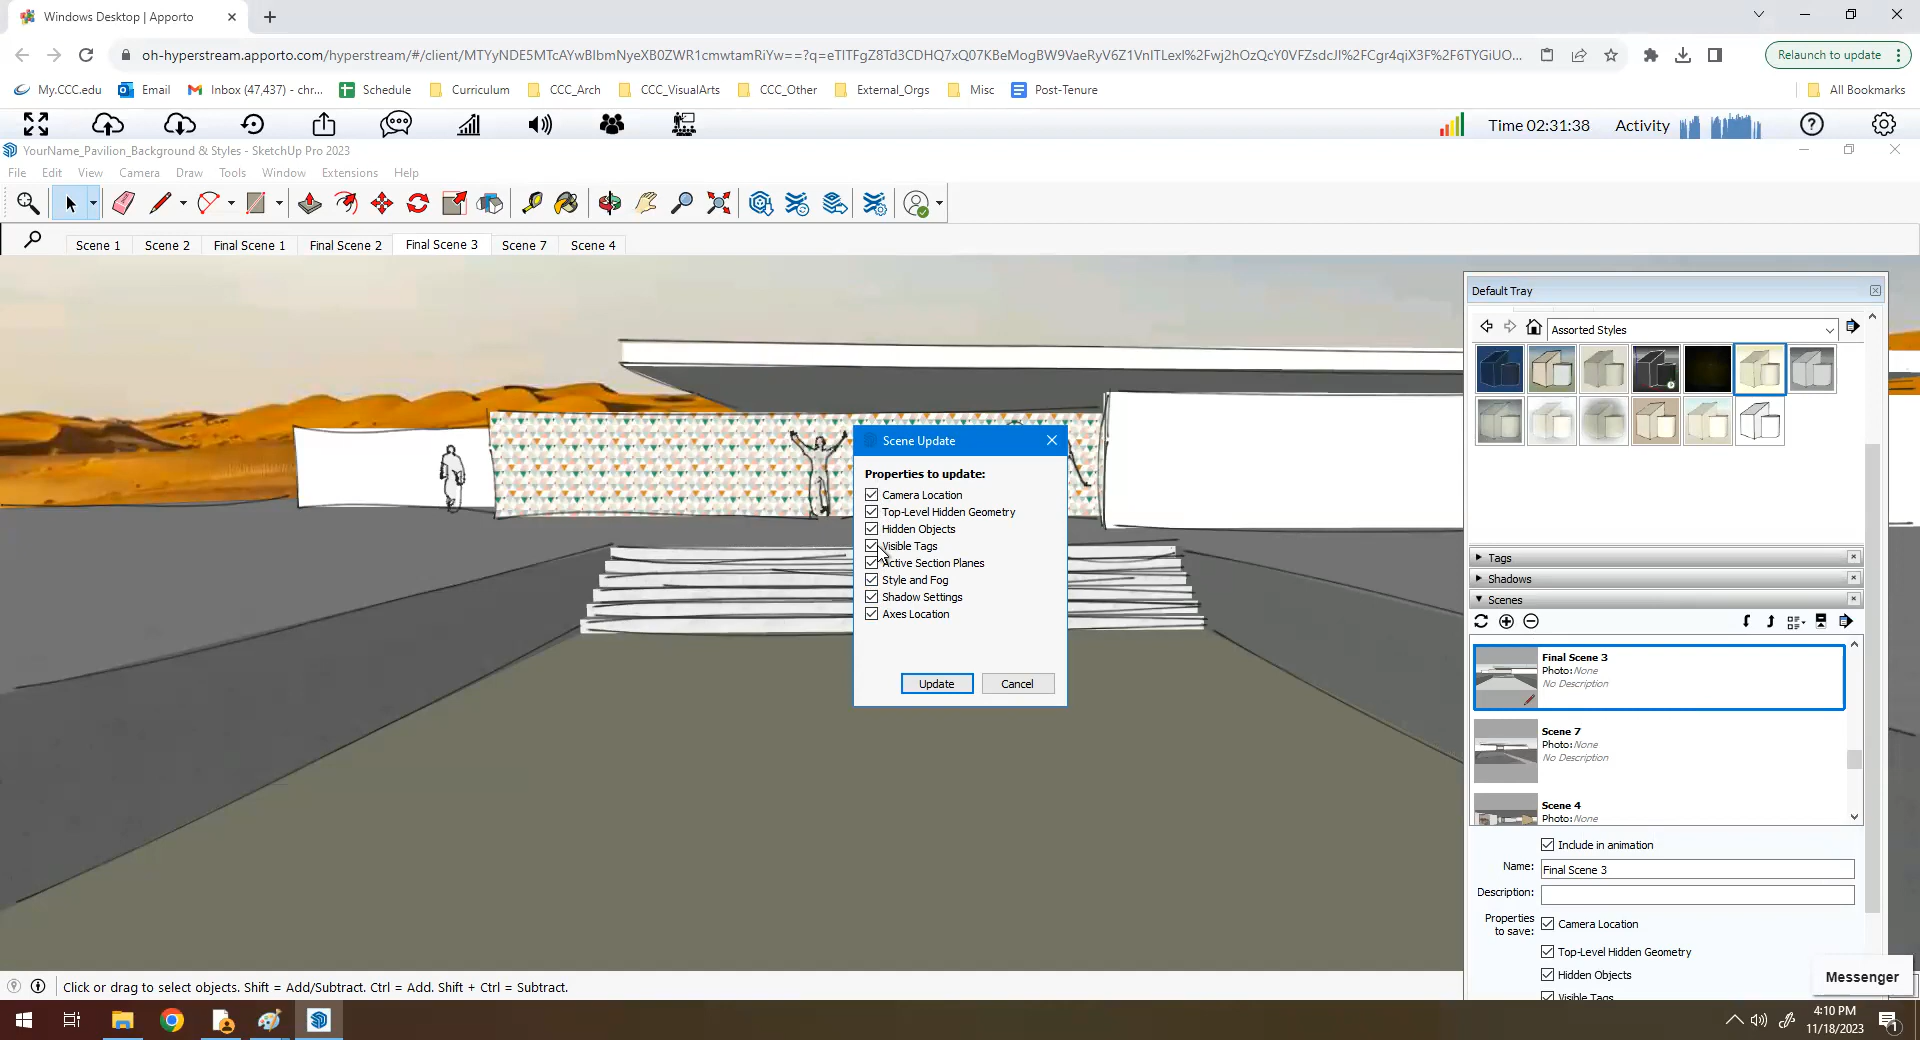 Windows Desktop | Apporto
oh-hyperstream.apporto.com/hyperstream/#/client/
Relaunch to update
My.CCC.edu Email Inbox (47,437) - chr... Schedule Curriculum CCC_Arch CCC_VisualArts CCC_Other External_Orgs Misc Post-Tenure All Bookmarks
Time 02:31:38 Activity
YourName_Pavilion_Background & Styles - SketchUp Pro 2023
File Edit View Camera Draw Tools Window Extensions Help
Scene 1 Scene 2 Final Scene 1 Final Scene 2 Final Scene 3 Scene 7 Scene 4
Default Tray
Assorted Styles
Scene Update
Properties to update:
Camera Location
Top-Level Hidden Geometry
Hidden Objects
Visible Tags
Active Section Planes
Style and Fog
Shadow Settings
Axes Location
Update Cancel
Tags
Shadows
Scenes
Final Scene 3
Photo: None
No Description
Scene 7
Photo: None
No Description
Scene 4
Photo: None
Include in animation
Name: Final Scene 3
Description:
Properties to save:
Camera Location
Top-Level Hidden Geometry
Hidden Objects
Visible Tags
Messenger
Click or drag to select objects. Shift = Add/Subtract. Ctrl = Add. Shift + Ctrl = Subtract.
4:10 PM
11/18/2023
1